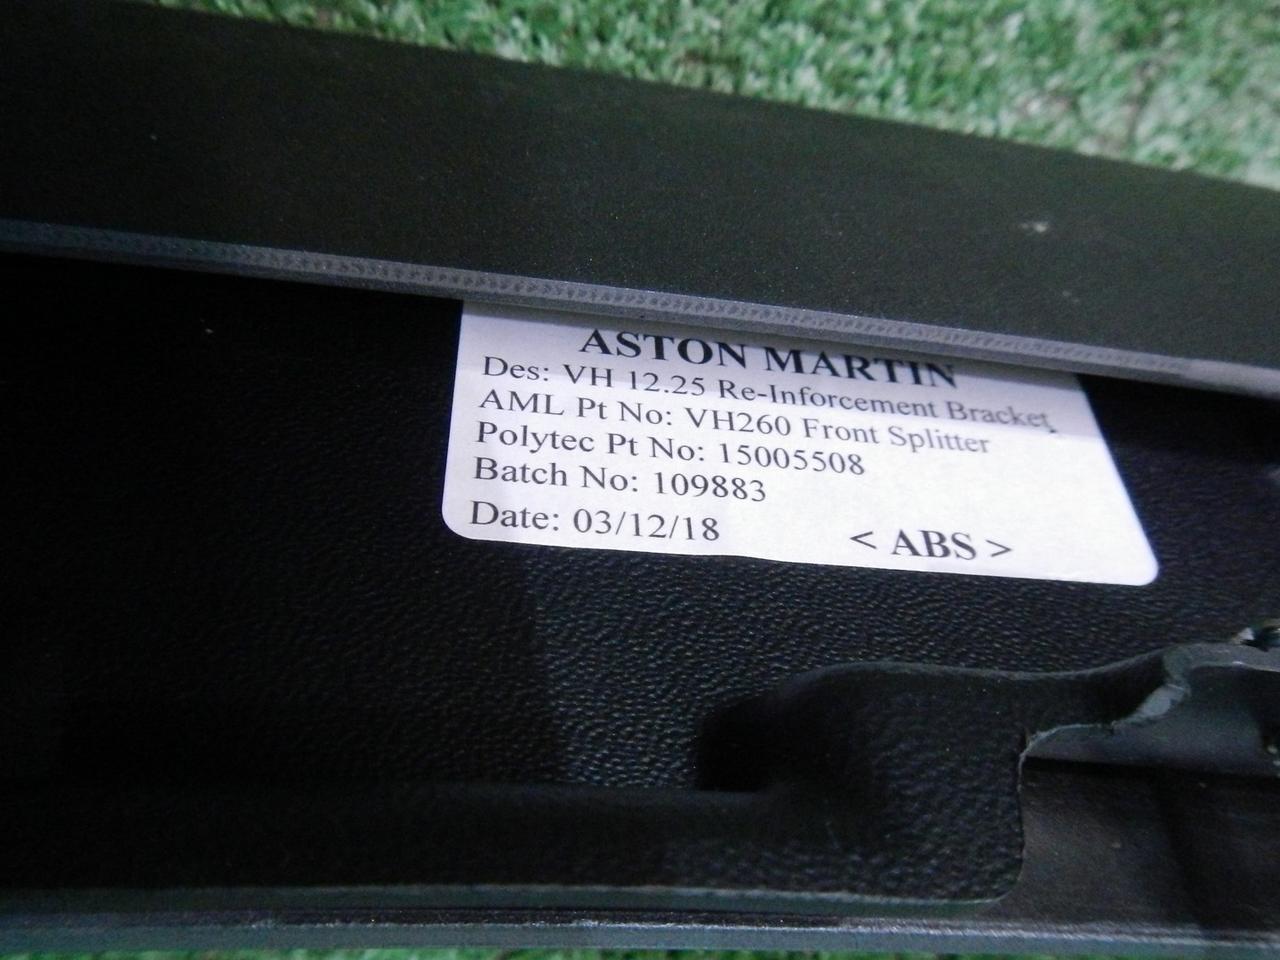 ASTON MARTIN
Des: VH 12.25 Re-Inforcement Bracket
AML Pt No: VH260 Front Splitter
Polytec Pt No: 15005508
Batch No: 109883
Date: 03/12/18 < ABS >